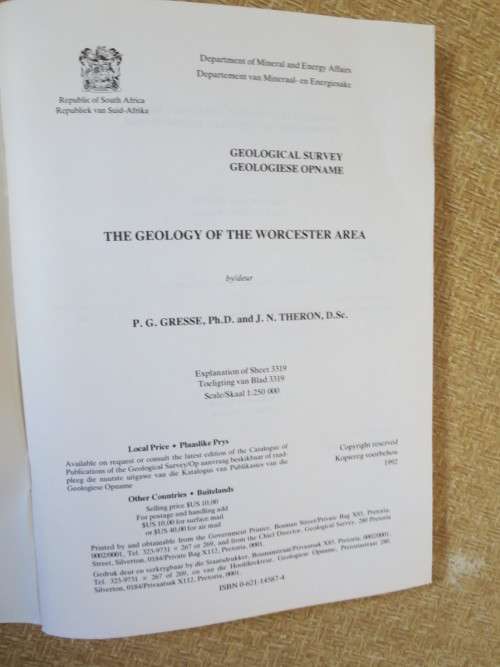 Republic of South Africa
Republiek van Suid-Afrika
Department of Mineral and Energy Affairs
Departement van Mineraal- en Energiesake
GEOLOGICAL SURVEY
GEOLOGIESE OPNAME
THE GEOLOGY OF THE WORCESTER AREA
by/deur
P. G. GRESSE, Ph.D. and J. N. THERON, D.Sc.
Explanation of Sheet 3319
Toeligting van Blad 3319
Scale/Skaal 1:250 000
Local Price • Plaaslike Prys
Available on request or consult the latest edition of the Catalogue of
Publications of the Geological Survey/Op aanvraag beskikbaar of raad-
pleeg die nuutste uitgawe van die Katalogus van Publikasies van die
Geologiese Opname
Other Countries • Buitelands
Selling price $US 10,00
For postage and handling add
$US 10,00 for surface mail
or $US 40,00 for air mail
Copyright reserved
Kopiereg voorbehou
1992
Printed by and obtainable from the Government Printer, Bosman Street/Private Bag X85, Pretoria,
0002/0001, Tel. 323-9731 × 267 or 269, and from the Chief Director, Geological Survey, 280 Pretoria
Street, Silverton, 0184/Private Bag X112, Pretoria, 0001.
Gedruk deur en verkrygbaar by die Staatsdrukker, Bosmanstraat/Privaatsak X85, Pretoria, 0002/0001,
Tel. 323-9731 × 267 of 269, en van die Hoofdirekteur, Geologiese Opname, Pretoriastraat 280,
Silverton, 0184/Privaatsak X112, Pretoria, 0001.
ISBN 0-621-14587-4